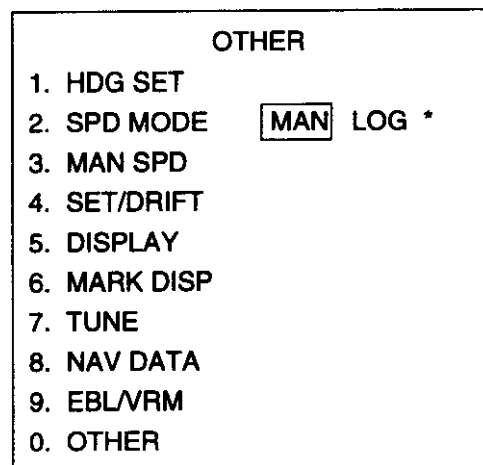 OTHER
1. HDG SET
2. SPD MODE MAN LOG *
3. MAN SPD
4. SET/DRIFT
5. DISPLAY
6. MARK DISP
7. TUNE
8. NAV DATA
9. EBL/VRM
0. OTHER